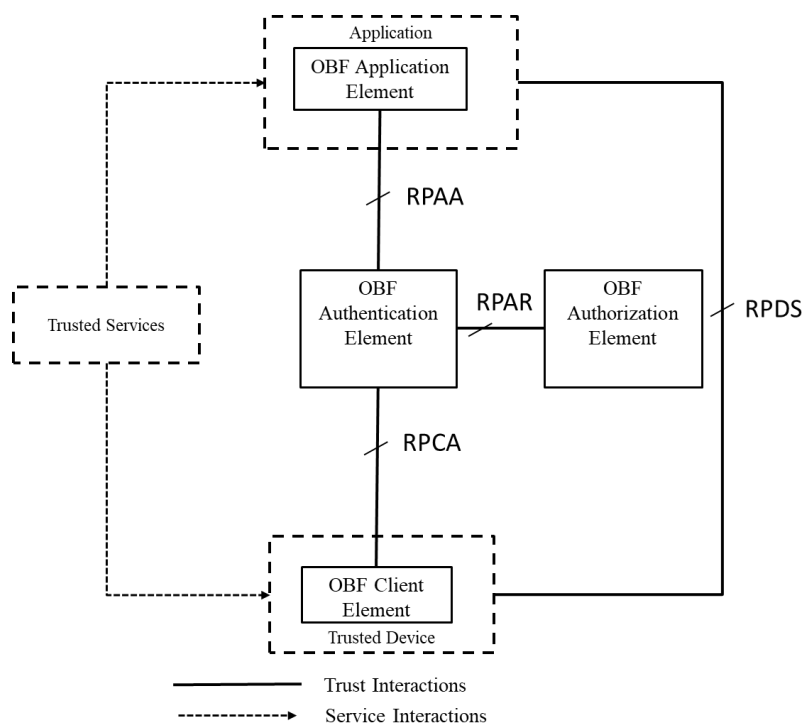 Application
OBF Application
Element
RPAA
OBF
Authentication
Element
RPAR
OBF
Authorization
Element
RPDS
Trusted Services
RPCA
OBF Client
Element
Trusted Device
Trust Interactions
Service Interactions